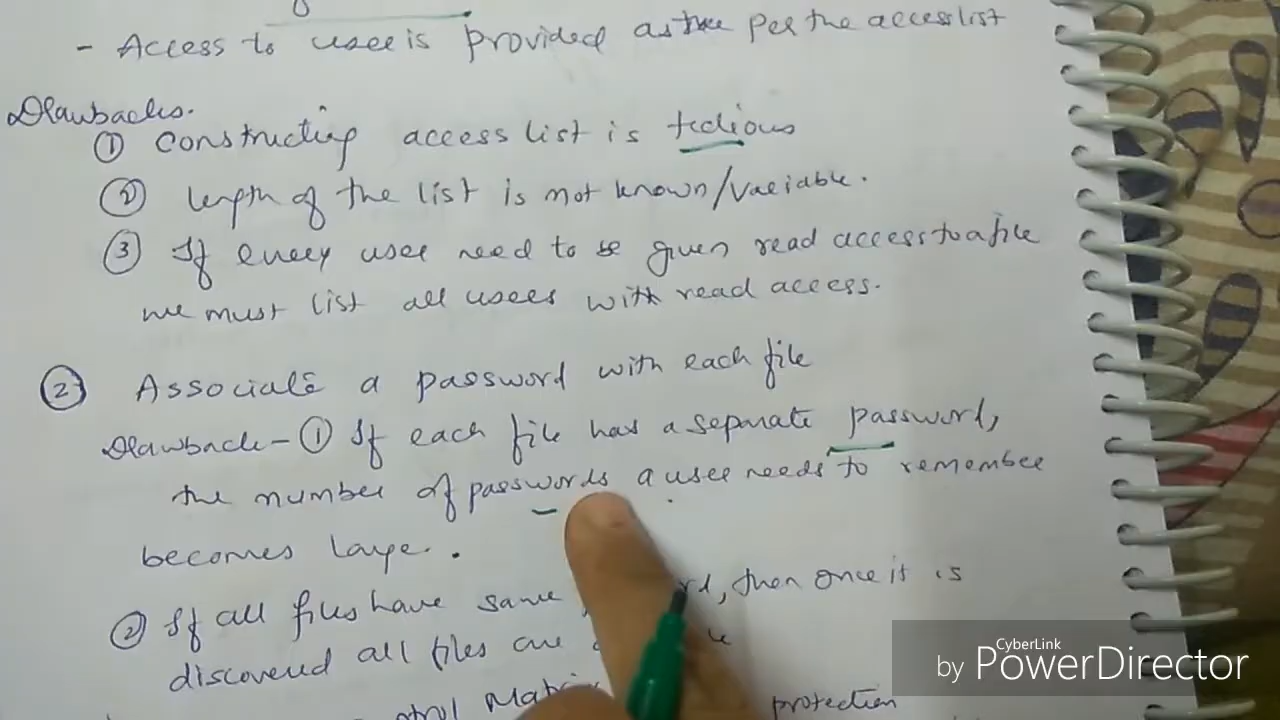 - Access to user is provided as the per the access list
Drawbacks.
① Constructing access list is tedious
② length of the list is not known/variable.
③ If every user need to be given read access to a file
we must list all users with read access.
② Associate a password with each file
Drawback - ① If each file has a separate password,
the number of passwords a user needs to remember
becomes large.
② If all files have same , then once it is
discovered all files are
protection
CyberLink
by PowerDirector